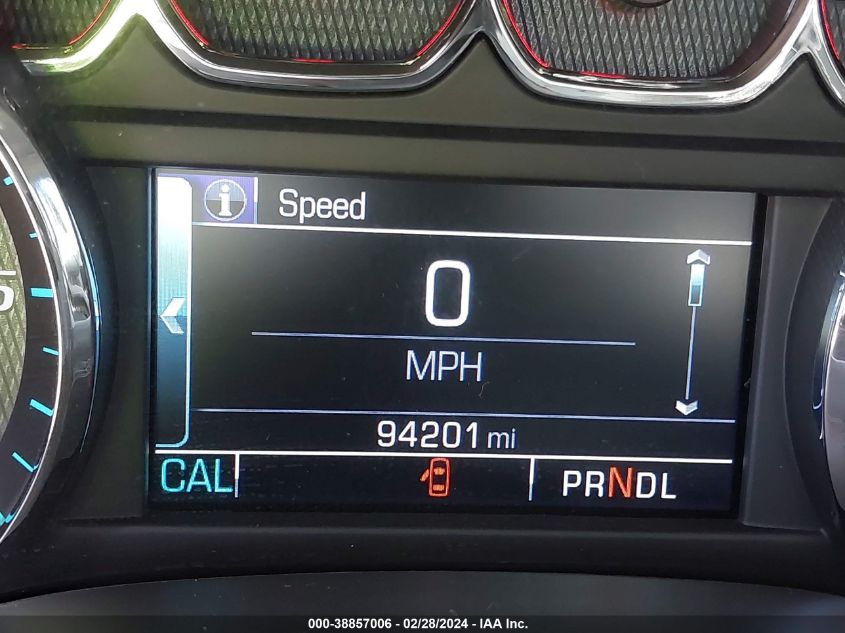 Speed
0
MPH
94201 mi
CAL
PRNDL
000-38857006 - 02/28/2024 - IAA Inc.